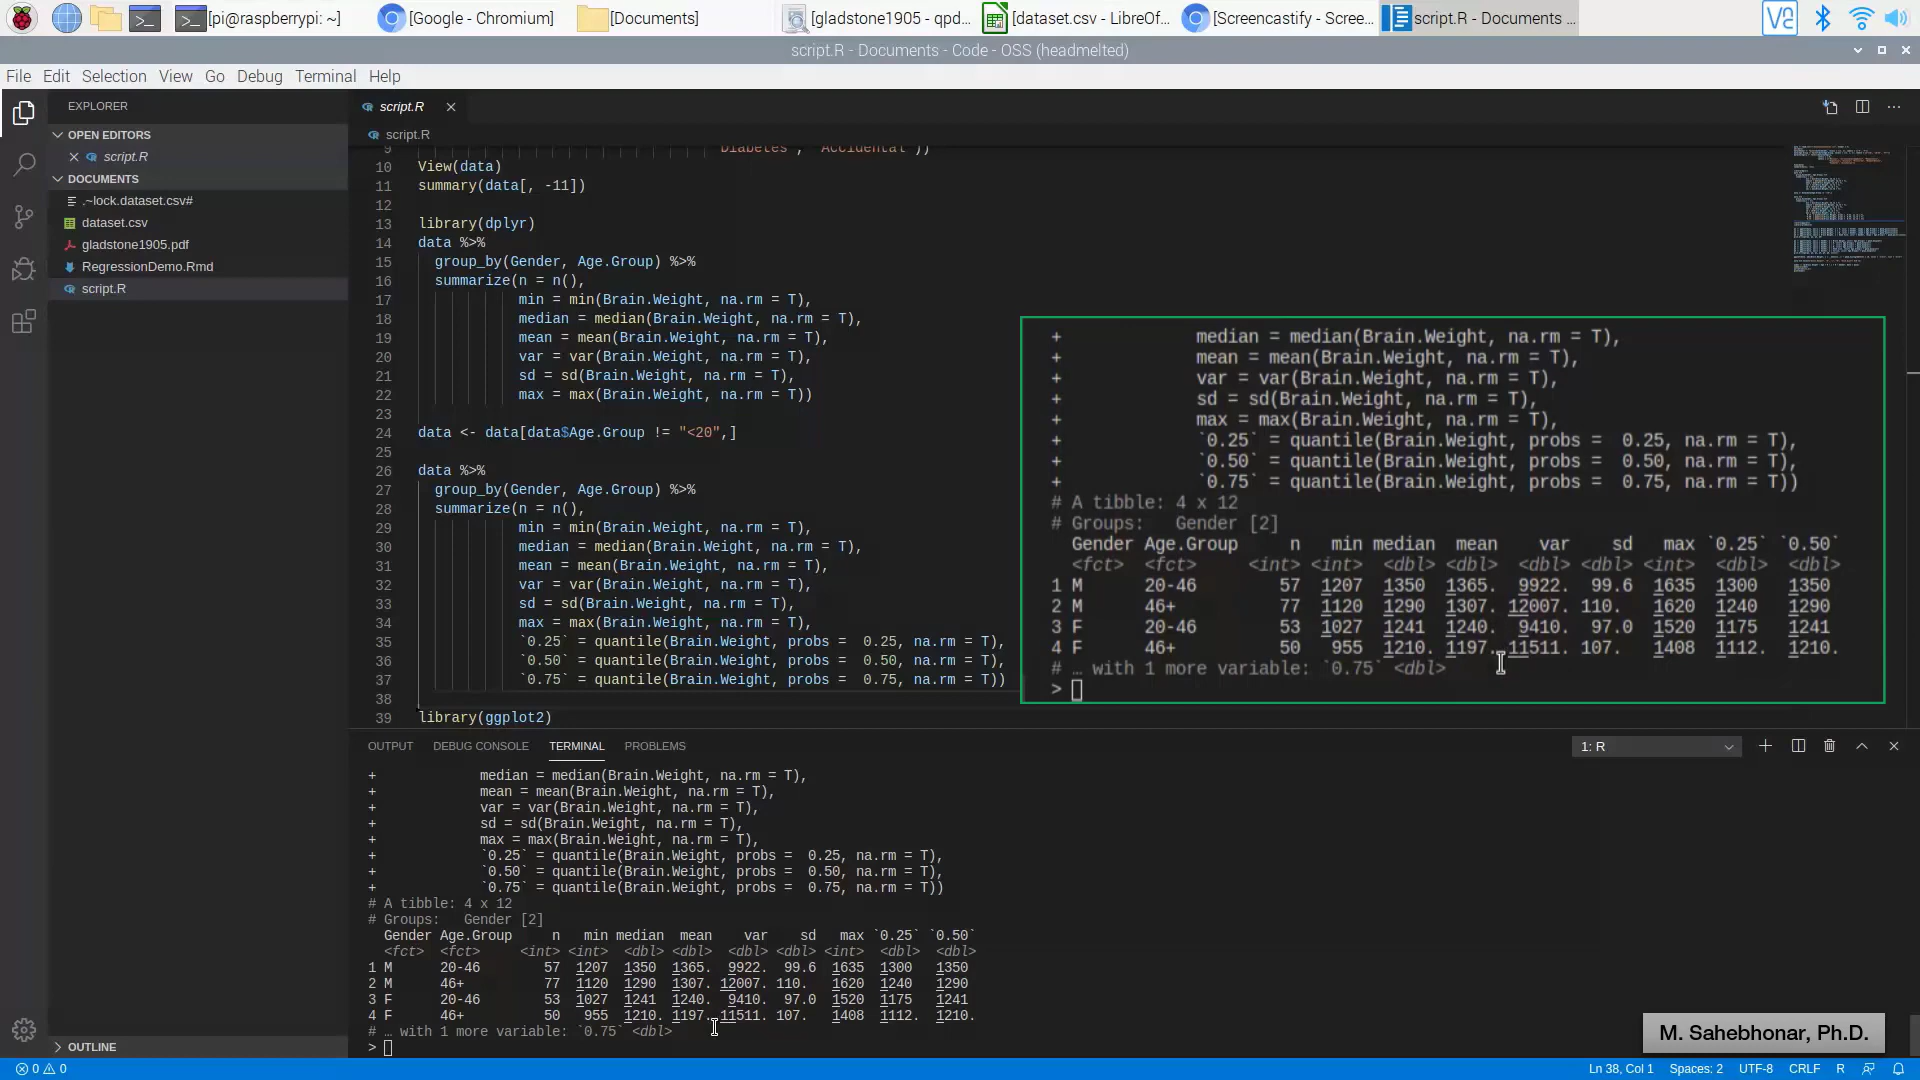 [pi@raspberrypi: ~]
[Google - Chromium]
[Documents]
[gladstone1905 - qpd...
[dataset.csv - LibreOf...
[Screencastify - Scree...
script.R - Documents ...
script.R - Documents - Code - OSS (headmelted)
File Edit Selection View Go Debug Terminal Help
EXPLORER
OPEN EDITORS
script.R
DOCUMENTS
.~lock.dataset.csv#
dataset.csv
gladstone1905.pdf
RegressionDemo.Rmd
script.R
OUTLINE
script.R
script.R
9 "Diabetes", "Accidental"))
10 View(data)
11 summary(data[, -11])
12
13 library(dplyr)
14 data %>%
15 group_by(Gender, Age.Group) %>%
16 summarize(n = n(),
17 min = min(Brain.Weight, na.rm = T),
18 median = median(Brain.Weight, na.rm = T),
19 mean = mean(Brain.Weight, na.rm = T),
20 var = var(Brain.Weight, na.rm = T),
21 sd = sd(Brain.Weight, na.rm = T),
22 max = max(Brain.Weight, na.rm = T))
23
24 data <- data[data$Age.Group != "<20",]
25
26 data %>%
27 group_by(Gender, Age.Group) %>%
28 summarize(n = n(),
29 min = min(Brain.Weight, na.rm = T),
30 median = median(Brain.Weight, na.rm = T),
31 mean = mean(Brain.Weight, na.rm = T),
32 var = var(Brain.Weight, na.rm = T),
33 sd = sd(Brain.Weight, na.rm = T),
34 max = max(Brain.Weight, na.rm = T),
35 `0.25` = quantile(Brain.Weight, probs = 0.25, na.rm = T),
36 `0.50` = quantile(Brain.Weight, probs = 0.50, na.rm = T),
37 `0.75` = quantile(Brain.Weight, probs = 0.75, na.rm = T))
38
39 library(ggplot2)
+ median = median(Brain.Weight, na.rm = T),
+ mean = mean(Brain.Weight, na.rm = T),
+ var = var(Brain.Weight, na.rm = T),
+ sd = sd(Brain.Weight, na.rm = T),
+ max = max(Brain.Weight, na.rm = T),
+ `0.25` = quantile(Brain.Weight, probs = 0.25, na.rm = T),
+ `0.50` = quantile(Brain.Weight, probs = 0.50, na.rm = T),
+ `0.75` = quantile(Brain.Weight, probs = 0.75, na.rm = T))
# A tibble: 4 x 12
# Groups: Gender [2]
Gender Age.Group n min median mean var sd max `0.25` `0.50`
<fct> <fct> <int> <int> <dbl> <dbl> <dbl> <dbl> <int> <dbl> <dbl>
1 M 20-46 57 1207 1350 1365. 9922. 99.6 1635 1300 1350
2 M 46+ 77 1120 1290 1307. 12007. 110. 1620 1240 1290
3 F 20-46 53 1027 1241 1240. 9410. 97.0 1520 1175 1241
4 F 46+ 50 955 1210. 1197. 11511. 107. 1408 1112. 1210.
# … with 1 more variable: `0.75` <dbl>
>
OUTPUT DEBUG CONSOLE TERMINAL PROBLEMS
1: R
+ median = median(Brain.Weight, na.rm = T),
+ mean = mean(Brain.Weight, na.rm = T),
+ var = var(Brain.Weight, na.rm = T),
+ sd = sd(Brain.Weight, na.rm = T),
+ max = max(Brain.Weight, na.rm = T),
+ `0.25` = quantile(Brain.Weight, probs = 0.25, na.rm = T),
+ `0.50` = quantile(Brain.Weight, probs = 0.50, na.rm = T),
+ `0.75` = quantile(Brain.Weight, probs = 0.75, na.rm = T))
# A tibble: 4 x 12
# Groups: Gender [2]
Gender Age.Group n min median mean var sd max `0.25` `0.50`
<fct> <fct> <int> <int> <dbl> <dbl> <dbl> <dbl> <int> <dbl> <dbl>
1 M 20-46 57 1207 1350 1365. 9922. 99.6 1635 1300 1350
2 M 46+ 77 1120 1290 1307. 12007. 110. 1620 1240 1290
3 F 20-46 53 1027 1241 1240. 9410. 97.0 1520 1175 1241
4 F 46+ 50 955 1210. 1197. 11511. 107. 1408 1112. 1210.
# … with 1 more variable: `0.75` <dbl>
>
M. Sahebhonar, Ph.D.
0 0
Ln 38, Col 1 Spaces: 2 UTF-8 CRLF R